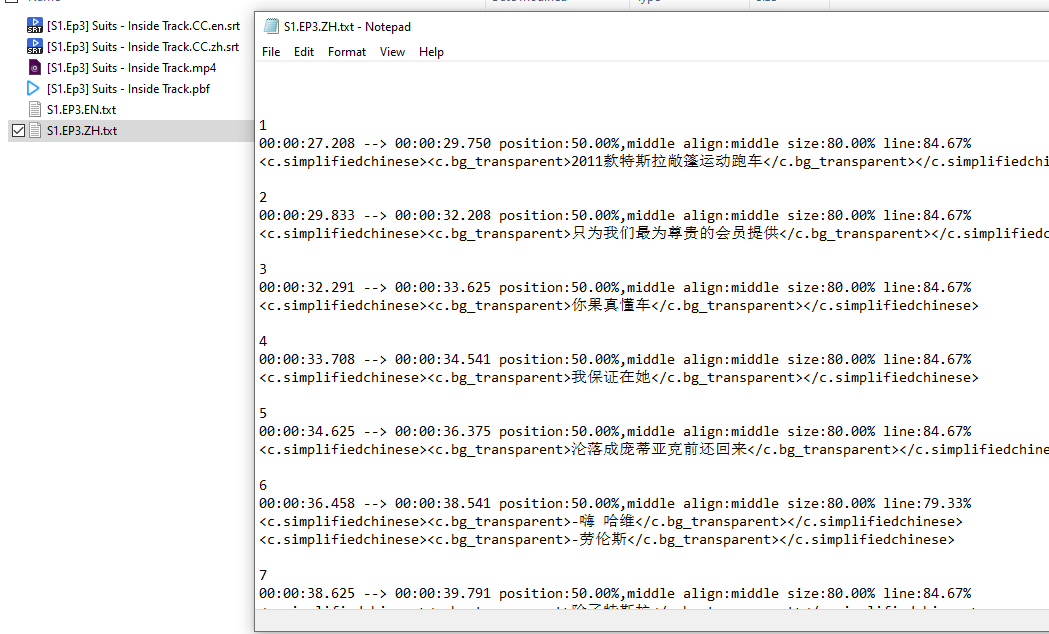 [S1.Ep3] Suits - Inside Track.CC.en.srt
[S1.Ep3] Suits - Inside Track.CC.zh.srt
[S1.Ep3] Suits - Inside Track.mp4
[S1.Ep3] Suits - Inside Track.pbf
S1.EP3.EN.txt
S1.EP3.ZH.txt
S1.EP3.ZH.txt - Notepad
File Edit Format View Help
1
00:00:27.208 --> 00:00:29.750 position:50.00%,middle align:middle size:80.00% line:84.67%
<c.simplifiedchinese><c.bg_transparent>2011款特斯拉敞篷运动跑车</c.bg_transparent></c.simplifiedchi
2
00:00:29.833 --> 00:00:32.208 position:50.00%,middle align:middle size:80.00% line:84.67%
<c.simplifiedchinese><c.bg_transparent>只为我们最为尊贵的会员提供</c.bg_transparent></c.simplifiedc
3
00:00:32.291 --> 00:00:33.625 position:50.00%,middle align:middle size:80.00% line:84.67%
<c.simplifiedchinese><c.bg_transparent>你果真懂车</c.bg_transparent></c.simplifiedchinese>
4
00:00:33.708 --> 00:00:34.541 position:50.00%,middle align:middle size:80.00% line:84.67%
<c.simplifiedchinese><c.bg_transparent>我保证在她</c.bg_transparent></c.simplifiedchinese>
5
00:00:34.625 --> 00:00:36.375 position:50.00%,middle align:middle size:80.00% line:84.67%
<c.simplifiedchinese><c.bg_transparent>沦落成庞蒂亚克前还回来</c.bg_transparent></c.simplifiedchine
6
00:00:36.458 --> 00:00:38.541 position:50.00%,middle align:middle size:80.00% line:79.33%
<c.simplifiedchinese><c.bg_transparent>-嗨 哈维</c.bg_transparent></c.simplifiedchinese>
<c.simplifiedchinese><c.bg_transparent>-劳伦斯</c.bg_transparent></c.simplifiedchinese>
7
00:00:38.625 --> 00:00:39.791 position:50.00%,middle align:middle size:80.00% line:84.67%